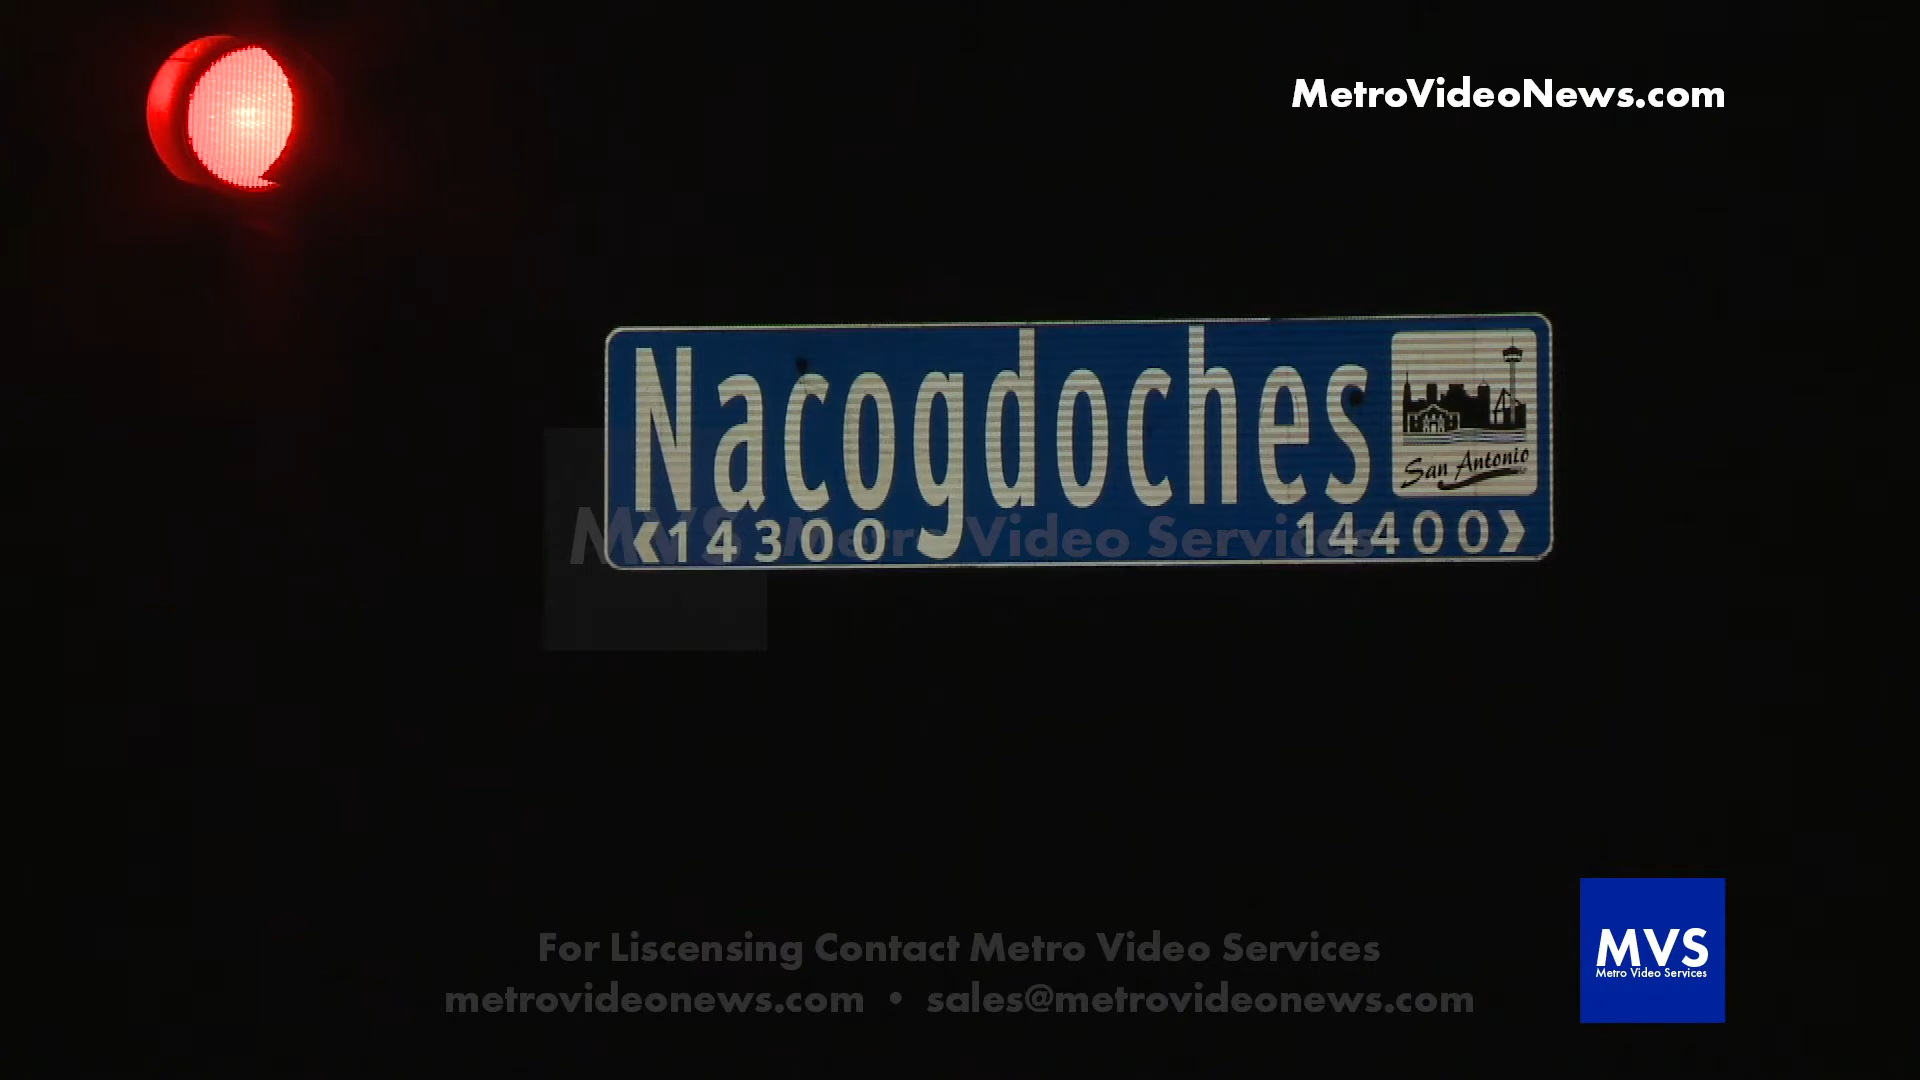 MetroVideoNews.com
Nacogdoches
San Antonio
14300
14400
MVS Metro Video Services
For Liscensing Contact Metro Video Services
metrovideonews.com • sales@metrovideonews.com
MVS
Metro Video Services